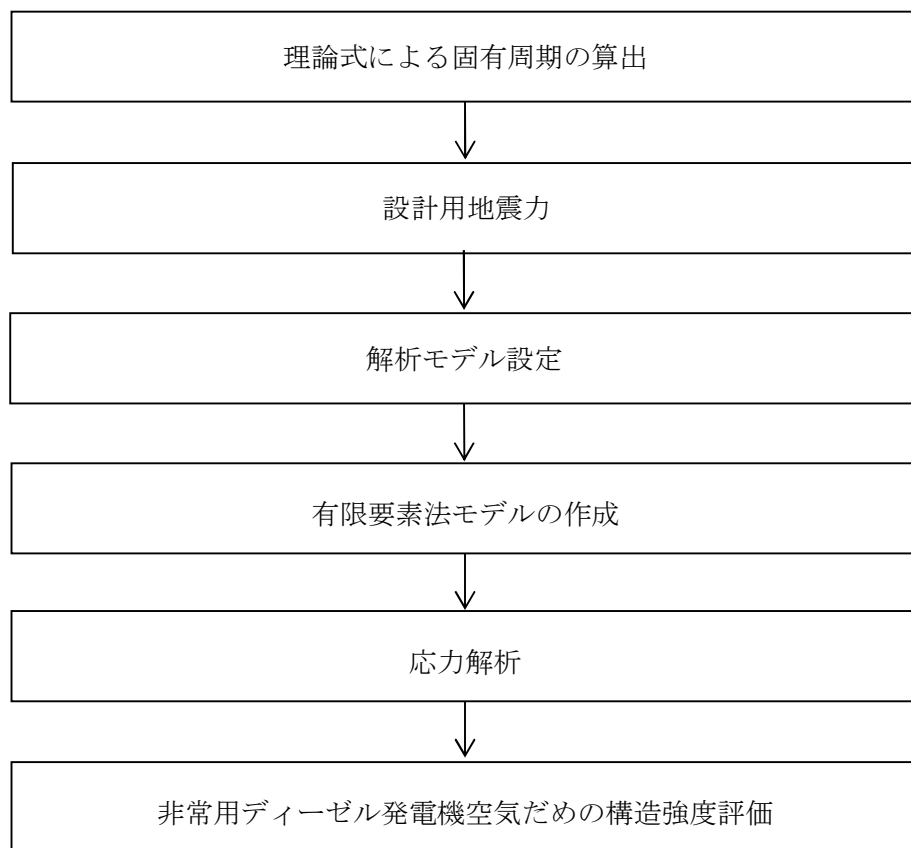 理論式による固有周期の算出
設計用地震力
解析モデル設定
有限要素法モデルの作成
応力解析
非常用ディーゼル発電機空気だめの構造強度評価